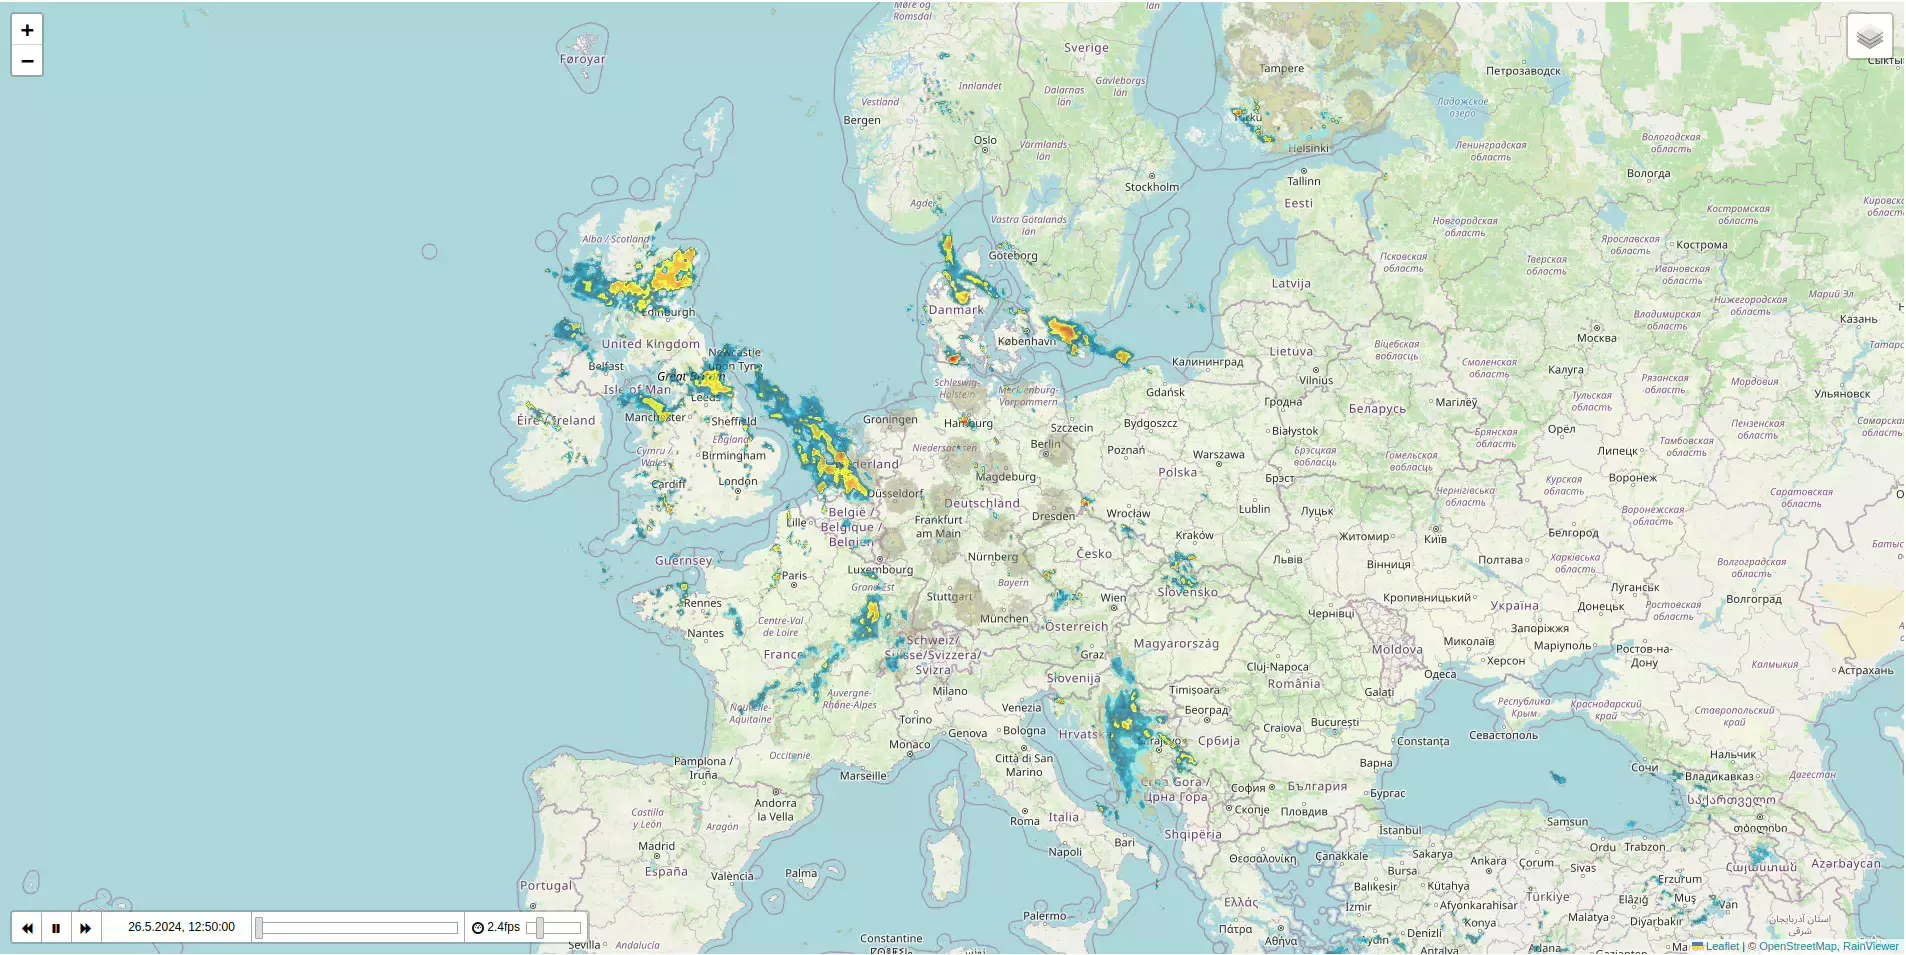 +
−
Møre og
Romsdal
län
Sverige
Føroyar
Tampere
Петрозаводск
Innlandet
Gävleborgs
län
Dalarnas
län
Vestland
Ладожское
озеро
Bergen
Turku
Oslo
Värmlands
län
Helsinki
Вологодская
область
Ленинградская
область
Вологда
Stockholm
Tallinn
Eesti
Agder
Västra Götalands
län
Новгородская
область
Костромская
область
Alba / Scotland
Göteborg
Ярославская
область
Кострома
Псковская
область
Тверская
область
Ивановская
область
Latvija
Марий Эл
Нижегородская
область
Edinburgh
Danmark
Владимирская
область
Казань
United Kingdom
København
Москва
Lietuva
Віцебская
вобласць
Newcastle
upon Tyne
Калининград
Смоленская
область
Belfast
Great Britain
Isle of Man
Leeds
Schleswig-
Holstein
Mecklenburg-
Vorpommern
Gdańsk
Vilnius
Калуга
Рязанская
область
Мордовия
Ульяновск
Éire / Ireland
Manchester
Sheffield
Groningen
Hamburg
Szczecin
Bydgoszcz
Гродна
Беларусь
Магілёў
Тульская
область
Пензенская
область
England
Cymru /
Wales
Birmingham
Niedersachsen
Berlin
Białystok
Орёл
Брянская
область
Тамбовская
область
Nederland
Poznań
Warszawa
Брэсцкая
вобласць
Гомельская
вобласць
Липецк
Cardiff
London
Magdeburg
Polska
Брэст
Курская
область
Воронеж
Düsseldorf
Deutschland
Чернігівська
область
Саратовская
область
Lille
België /
Belgique /
Belgien
Frankfurt
am Main
Dresden
Wrocław
Lublin
Луцьк
Воронежская
область
Kraków
Житомир
Київ
Белгород
Guernsey
Nürnberg
Česko
Львів
Вінниця
Полтава
Харківська
область
Волгоградская
область
Luxembourg
Paris
Grand Est
Bayern
Slovensko
Луганськ
Rennes
Stuttgart
Linz
Wien
Кропивницький
Україна
Донецьк
Ростовская
область
Волгоград
Nantes
Centre-Val
de Loire
München
Österreich
Чернівці
Запоріжжя
France
Schweiz/
Suisse/Svizzera/
Svizra
Magyarország
Moldova
Миколаїв
Маріуполь
Ростов-на-
Дону
Graz
Cluj-Napoca
Херсон
Калмыкия
Астрахань
Slovenija
România
Одеса
Nouvelle-
Aquitaine
Auvergne-
Rhône-Alpes
Milano
Timișoara
Galați
Venezia
Београд
Республика
Крым
Краснодарский
край
Ставропольский
край
Torino
Genova
Bologna
Hrvatska
Sarajevo
Србија
Craiova
București
Constanța
Севастополь
Monaco
Occitanie
Pamplona /
Iruña
Marseille
Città di San
Marino
Crna Gora /
Црна Гора
Варна
Сочи
Нальчик
Владикавказ
Дагестан
Andorra
la Vella
София
България
Бургас
საქართველო
Castilla
y León
Aragón
Roma
Italia
Скопје
Пловдив
Shqipëria
İstanbul
Samsun
თბილისი
Madrid
España
València
Palma
Napoli
Bari
Θεσσαλονίκη
Çanakkale
Sakarya
Bursa
Ankara
Çorum
Ordu
Trabzon
Sivas
Հայաստան
Azərbaycan
Portugal
Balıkesir
Kütahya
Erzurum
Ελλάς
İzmir
Afyonkarahisar
Türkiye
Elâzığ
Muş
Van
Palermo
Konya
Malatya
Diyarbakır
26.5.2024, 12:50:00
2.4fps
Sevilla
Andalucía
Constantine
Πάτρα
Αθήνα
Aydın
Denizli
Antalya
Adana
Gaziantep
Leaflet | © OpenStreetMap, RainViewer